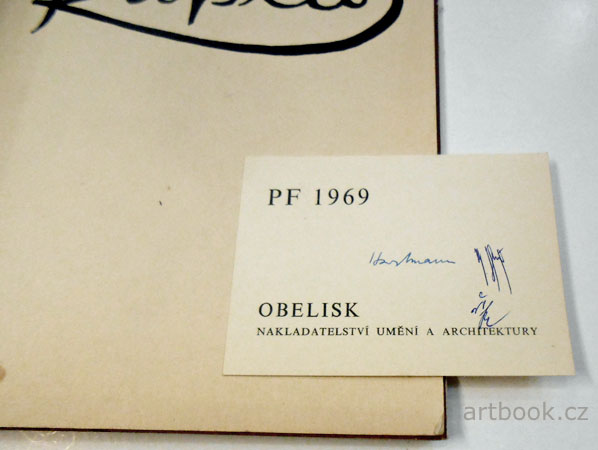 PF 1969
Hartmann
OBELISK
NAKLADATELSTVÍ UMĚNÍ A ARCHITEKTURY
artbook.cz